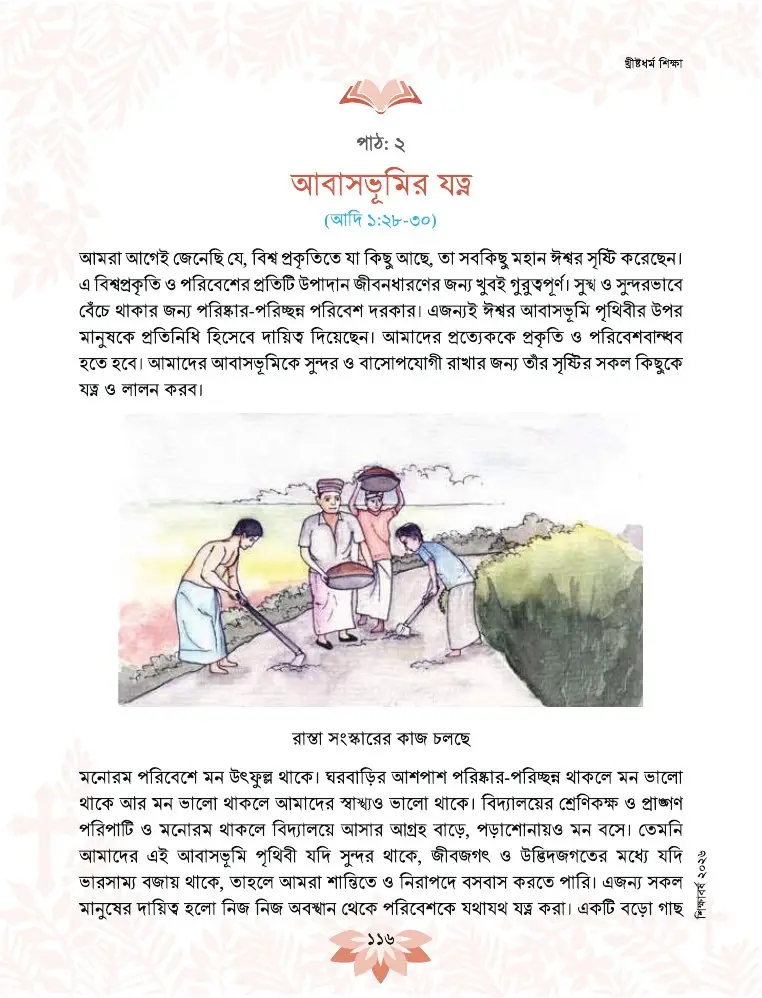 খ্রীষ্টধর্ম শিক্ষা
পাঠ: ২
আবাসভূমির যত্ন
(আদি ১:২৮-৩০)
আমরা আগেই জেনেছি যে, বিশ্ব প্রকৃতিতে যা কিছু আছে, তা সবকিছু মহান ঈশ্বর সৃষ্টি করেছেন।
এ বিশ্বপ্রকৃতি ও পরিবেশের প্রতিটি উপাদান জীবনধারণের জন্য খুবই গুরুত্বপূর্ণ। সুস্থ ও সুন্দরভাবে
বেঁচে থাকার জন্য পরিষ্কার-পরিচ্ছন্ন পরিবেশ দরকার। এজন্যই ঈশ্বর আবাসভূমি পৃথিবীর উপর
মানুষকে প্রতিনিধি হিসেবে দায়িত্ব দিয়েছেন। আমাদের প্রত্যেককে প্রকৃতি ও পরিবেশবান্ধব
হতে হবে। আমাদের আবাসভূমিকে সুন্দর ও বাসোপযোগী রাখার জন্য তাঁর সৃষ্টির সকল কিছুকে
যত্ন ও লালন করব।
রাস্তা সংস্কারের কাজ চলছে
মনোরম পরিবেশে মন উৎফুল্ল থাকে। ঘরবাড়ির আশপাশ পরিষ্কার-পরিচ্ছন্ন থাকলে মন ভালো
থাকে আর মন ভালো থাকলে আমাদের স্বাস্থ্যও ভালো থাকে। বিদ্যালয়ের শ্রেণিকক্ষ ও প্রাঙ্গণ
পরিপাটি ও মনোরম থাকলে বিদ্যালয়ে আসার আগ্রহ বাড়ে, পড়াশোনায়ও মন বসে। তেমনি
আমাদের এই আবাসভূমি পৃথিবী যদি সুন্দর থাকে, জীবজগৎ ও উদ্ভিদজগতের মধ্যে যদি
ভারসাম্য বজায় থাকে, তাহলে আমরা শান্তিতে ও নিরাপদে বসবাস করতে পারি। এজন্য সকল
মানুষের দায়িত্ব হলো নিজ নিজ অবস্থান থেকে পরিবেশকে যথাযথ যত্ন করা। একটি বড়ো গাছ
শিক্ষাবর্ষ ২০২৬
১১৬